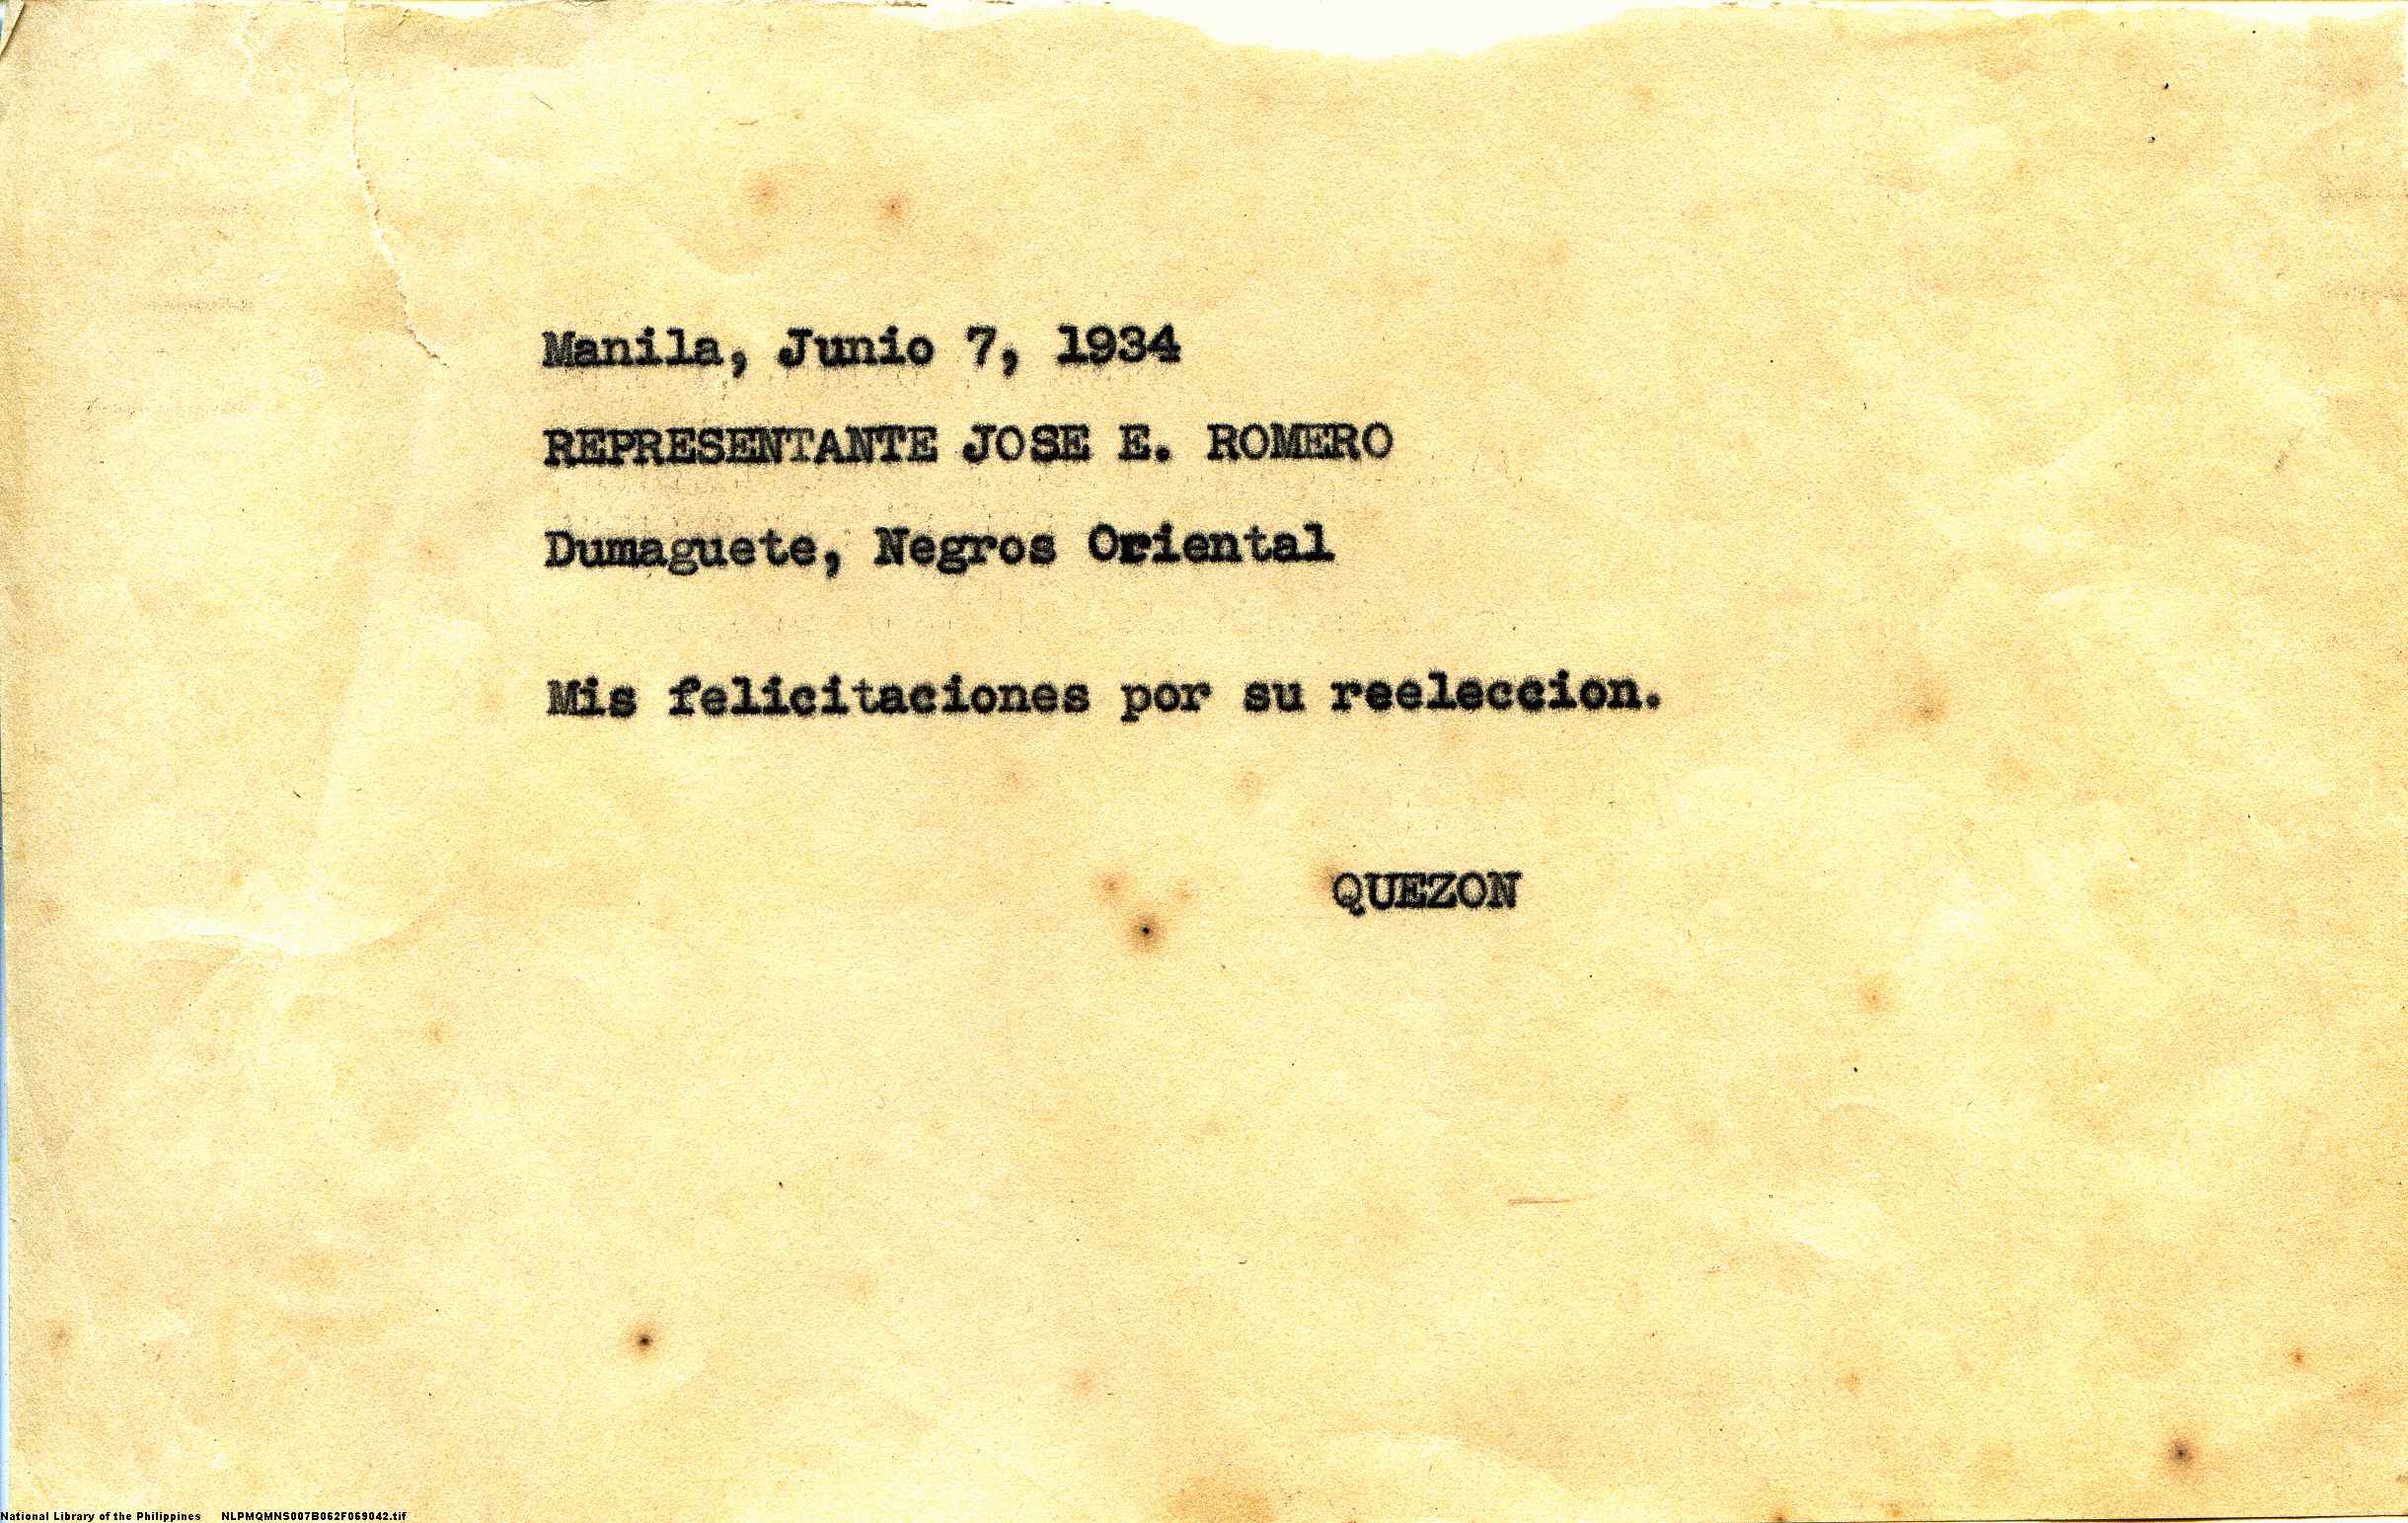 Manila, Junio 7, 1934
REPRESENTANTE JOSE E. ROMERO
Dumaguete, Negros Oriental
Mis felicitaciones por su reeleccion.
QUEZON
National Library of the Philippines NLPMQMNS007B062F069042.tif